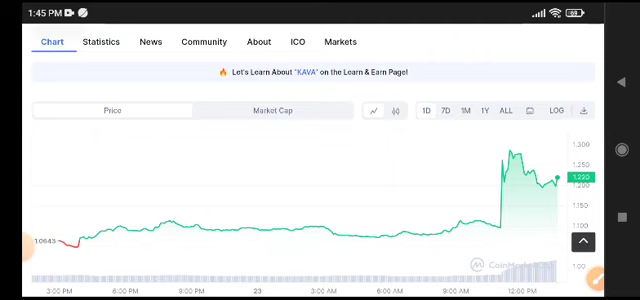 1:45 PM 69
Chart Statistics News Community About ICO Markets
🔥 Let's Learn About "KAVA" on the Learn & Earn Page!
Price Market Cap 1D 7D 1M 1Y ALL LOG
1.300
1.250
1.220
1.200
1.150
1.100
1.0643
1.00
CoinMarketCap
3:00 PM 6:00 PM 9:00 PM 23 3:00 AM 6:00 AM 9:00 AM 12:00 PM